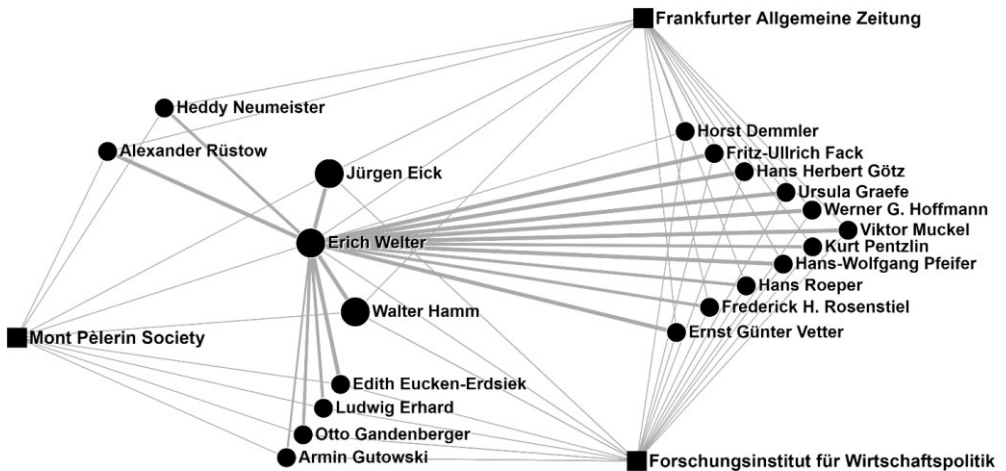 Frankfurter Allgemeine Zeitung
Heddy Neumeister
Horst Demmler
Alexander Rüstow
Fritz-Ullrich Fack
Jürgen Eick
Hans Herbert Götz
Ursula Graefe
Werner G. Hoffmann
Viktor Muckel
Erich Welter
Kurt Pentzlin
Hans-Wolfgang Pfeifer
Hans Roeper
Frederick H. Rosenstiel
Walter Hamm
Ernst Günter Vetter
Mont Pèlerin Society
Edith Eucken-Erdsiek
Ludwig Erhard
Otto Gandenberger
Armin Gutowski
Forschungsinstitut für Wirtschaftspolitik